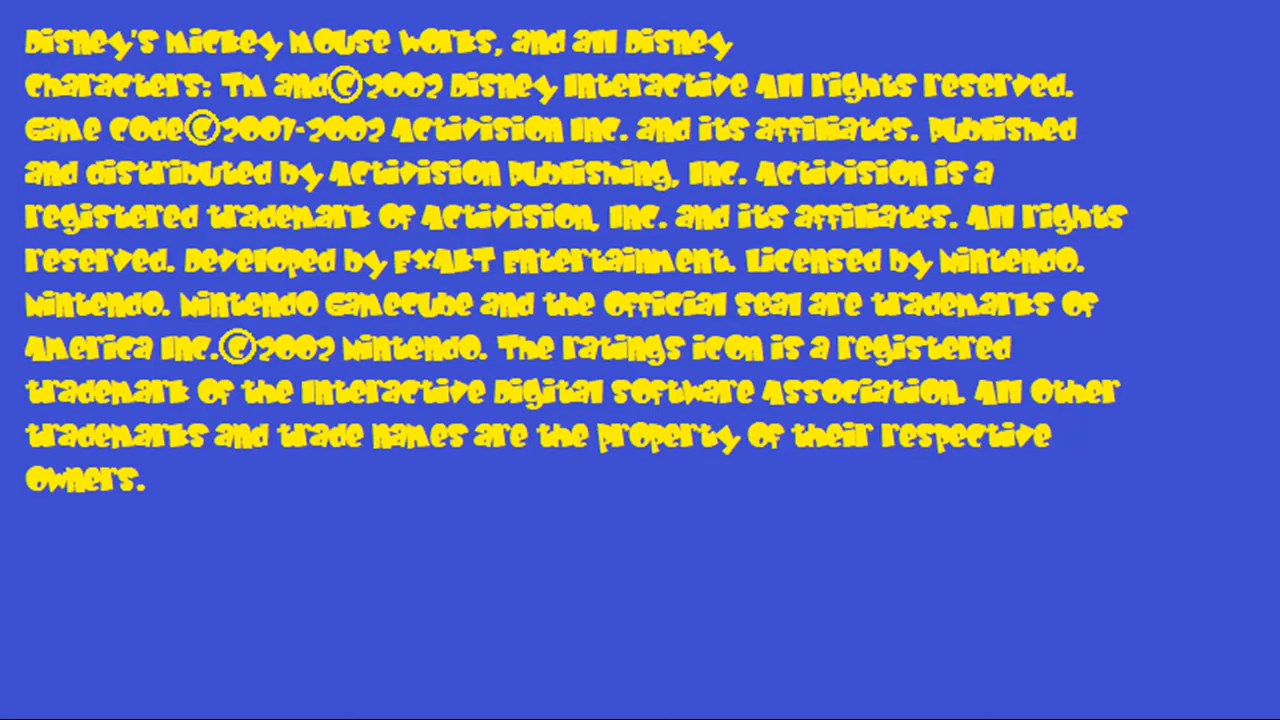 Disney's Mickey Mouse Works, and all Disney
Characters: TM and©2002 Disney Interactive All rights reserved.
Game Code©2001-2002 Activision Inc. and its affiliates. Published
and distributed by Activision Publishing, Inc. Activision is a
registered trademark of Activision, Inc. and its affiliates. All rights
reserved. Developed by ExAkT Entertainment. Licensed by Nintendo.
Nintendo. Nintendo Gamecube and the Official Seal are trademarks of
America Inc.©2002 Nintendo. The ratings icon is a registered
trademark of the Interactive Digital Software Association. All other
trademarks and trade names are the property of their respective
owners.